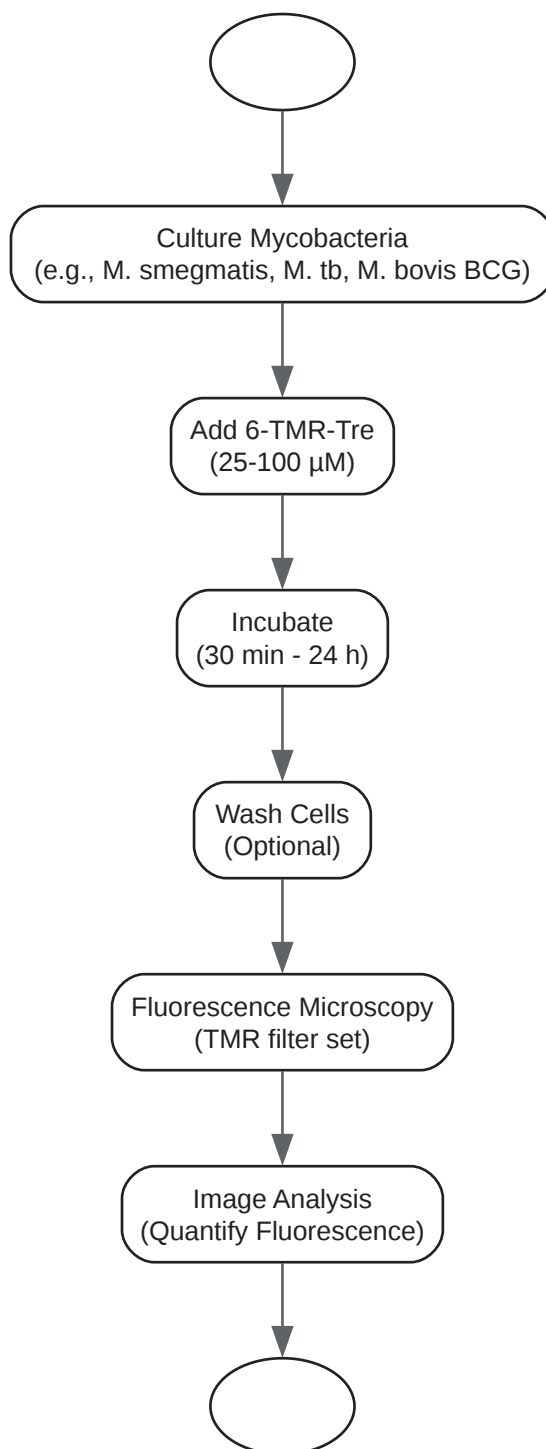 Culture Mycobacteria
(e.g., M. smegmatis, M. tb, M. bovis BCG)
Add 6-TMR-Tre
(25-100 µM)
Incubate
(30 min - 24 h)
Wash Cells
(Optional)
Fluorescence Microscopy
(TMR filter set)
Image Analysis
(Quantify Fluorescence)